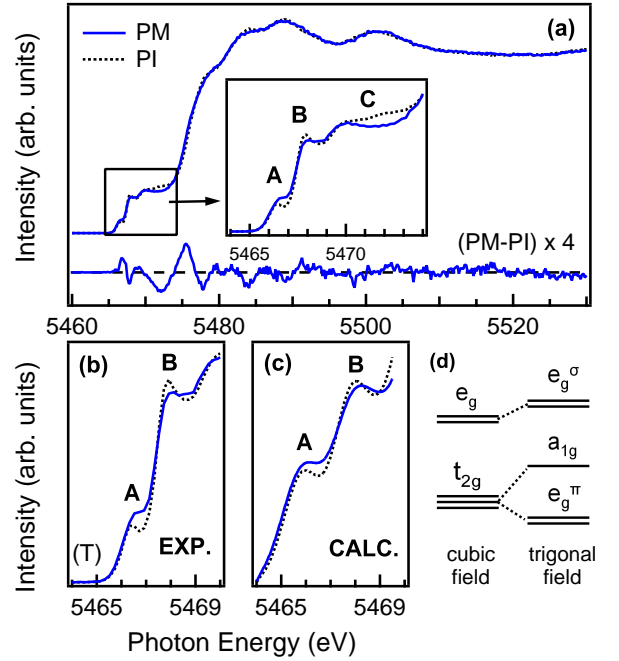 Intensity (arb. units)
PM
PI
(a)
A
B
C
5465
5470
(PM-PI) x 4
5460
5480
5500
5520
Intensity (arb. units)
(b)
B
A
(T)
EXP.
5465
5469
(c)
B
A
CALC.
5465
5469
Photon Energy (eV)
(d)
e_g
e_g^σ
t_2g
a_1g
e_g^π
cubic
field
trigonal
field